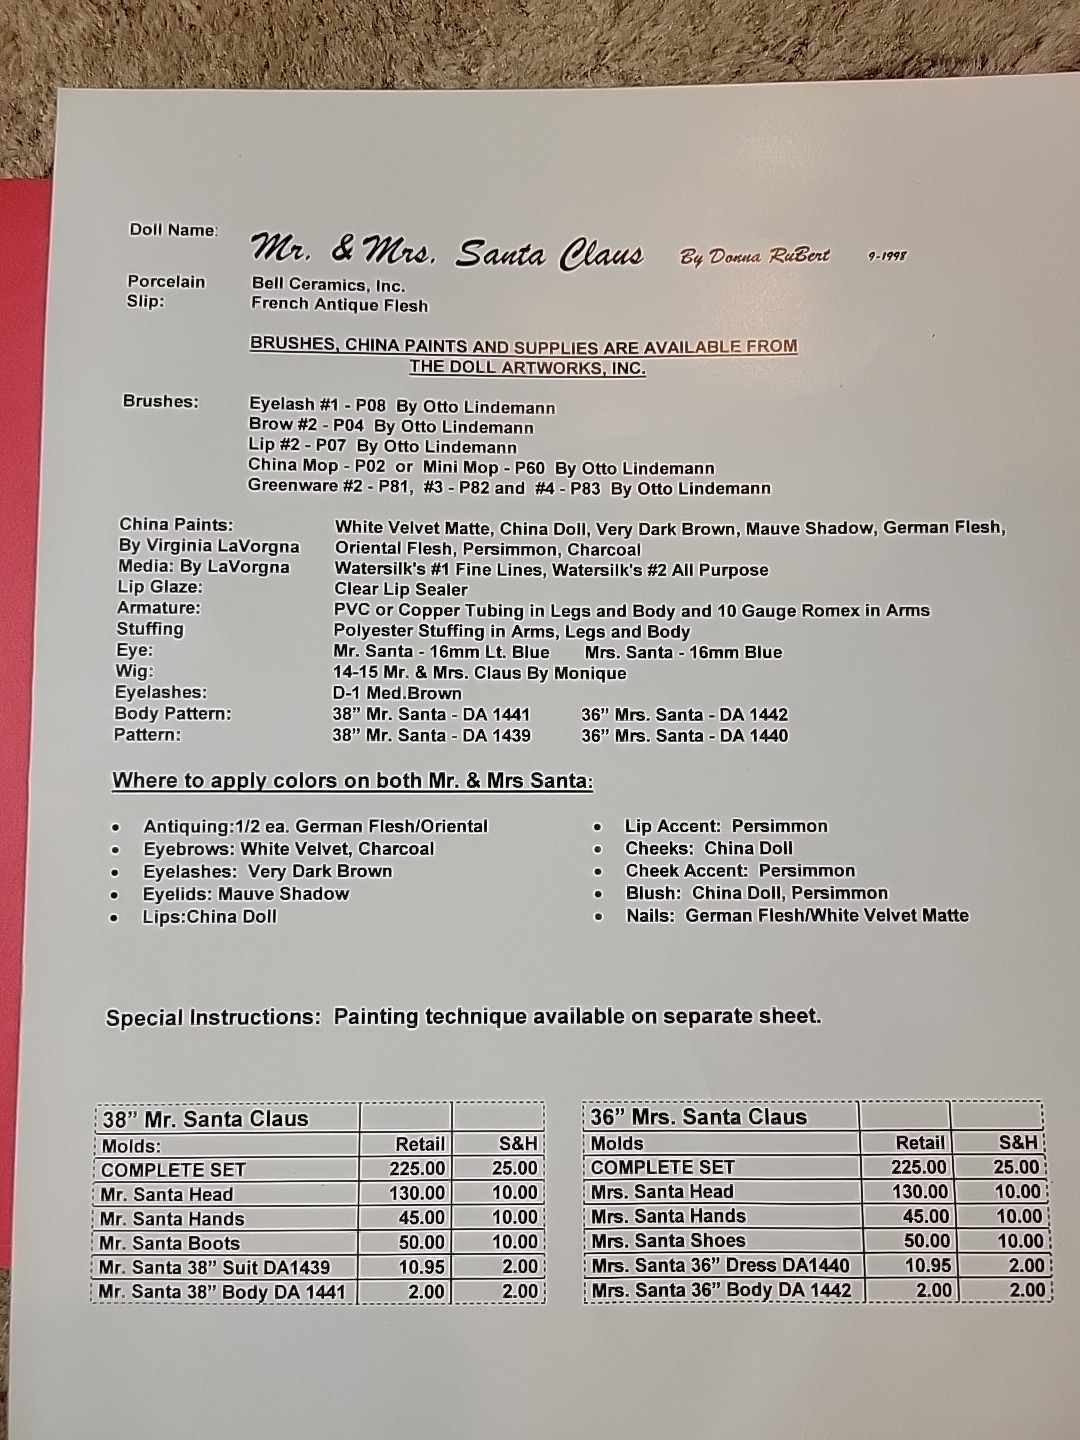 Doll Name: Mr. & Mrs. Santa Claus By Donna RuBert 9-1998
Porcelain Bell Ceramics, Inc.
Slip: French Antique Flesh
BRUSHES, CHINA PAINTS AND SUPPLIES ARE AVAILABLE FROM
THE DOLL ARTWORKS, INC.
Brushes: Eyelash #1 - P08 By Otto Lindemann
Brow #2 - P04 By Otto Lindemann
Lip #2 - P07 By Otto Lindemann
China Mop - P02 or Mini Mop - P60 By Otto Lindemann
Greenware #2 - P81, #3 - P82 and #4 - P83 By Otto Lindemann
China Paints: White Velvet Matte, China Doll, Very Dark Brown, Mauve Shadow, German Flesh,
By Virginia LaVorgna Oriental Flesh, Persimmon, Charcoal
Media: By LaVorgna Watersilk's #1 Fine Lines, Watersilk's #2 All Purpose
Lip Glaze: Clear Lip Sealer
Armature: PVC or Copper Tubing in Legs and Body and 10 Gauge Romex in Arms
Stuffing Polyester Stuffing in Arms, Legs and Body
Eye: Mr. Santa - 16mm Lt. Blue Mrs. Santa - 16mm Blue
Wig: 14-15 Mr. & Mrs. Claus By Monique
Eyelashes: D-1 Med.Brown
Body Pattern: 38” Mr. Santa - DA 1441 36” Mrs. Santa - DA 1442
Pattern: 38” Mr. Santa - DA 1439 36” Mrs. Santa - DA 1440
Where to apply colors on both Mr. & Mrs Santa:
• Antiquing:1/2 ea. German Flesh/Oriental
• Eyebrows: White Velvet, Charcoal
• Eyelashes: Very Dark Brown
• Eyelids: Mauve Shadow
• Lips:China Doll
• Lip Accent: Persimmon
• Cheeks: China Doll
• Cheek Accent: Persimmon
• Blush: China Doll, Persimmon
• Nails: German Flesh/White Velvet Matte
Special Instructions: Painting technique available on separate sheet.
38” Mr. Santa Claus
Molds: Retail S&H
COMPLETE SET 225.00 25.00
Mr. Santa Head 130.00 10.00
Mr. Santa Hands 45.00 10.00
Mr. Santa Boots 50.00 10.00
Mr. Santa 38” Suit DA1439 10.95 2.00
Mr. Santa 38” Body DA 1441 2.00 2.00
36” Mrs. Santa Claus
Molds Retail S&H
COMPLETE SET 225.00 25.00
Mrs. Santa Head 130.00 10.00
Mrs. Santa Hands 45.00 10.00
Mrs. Santa Shoes 50.00 10.00
Mrs. Santa 36” Dress DA1440 10.95 2.00
Mrs. Santa 36” Body DA 1442 2.00 2.00